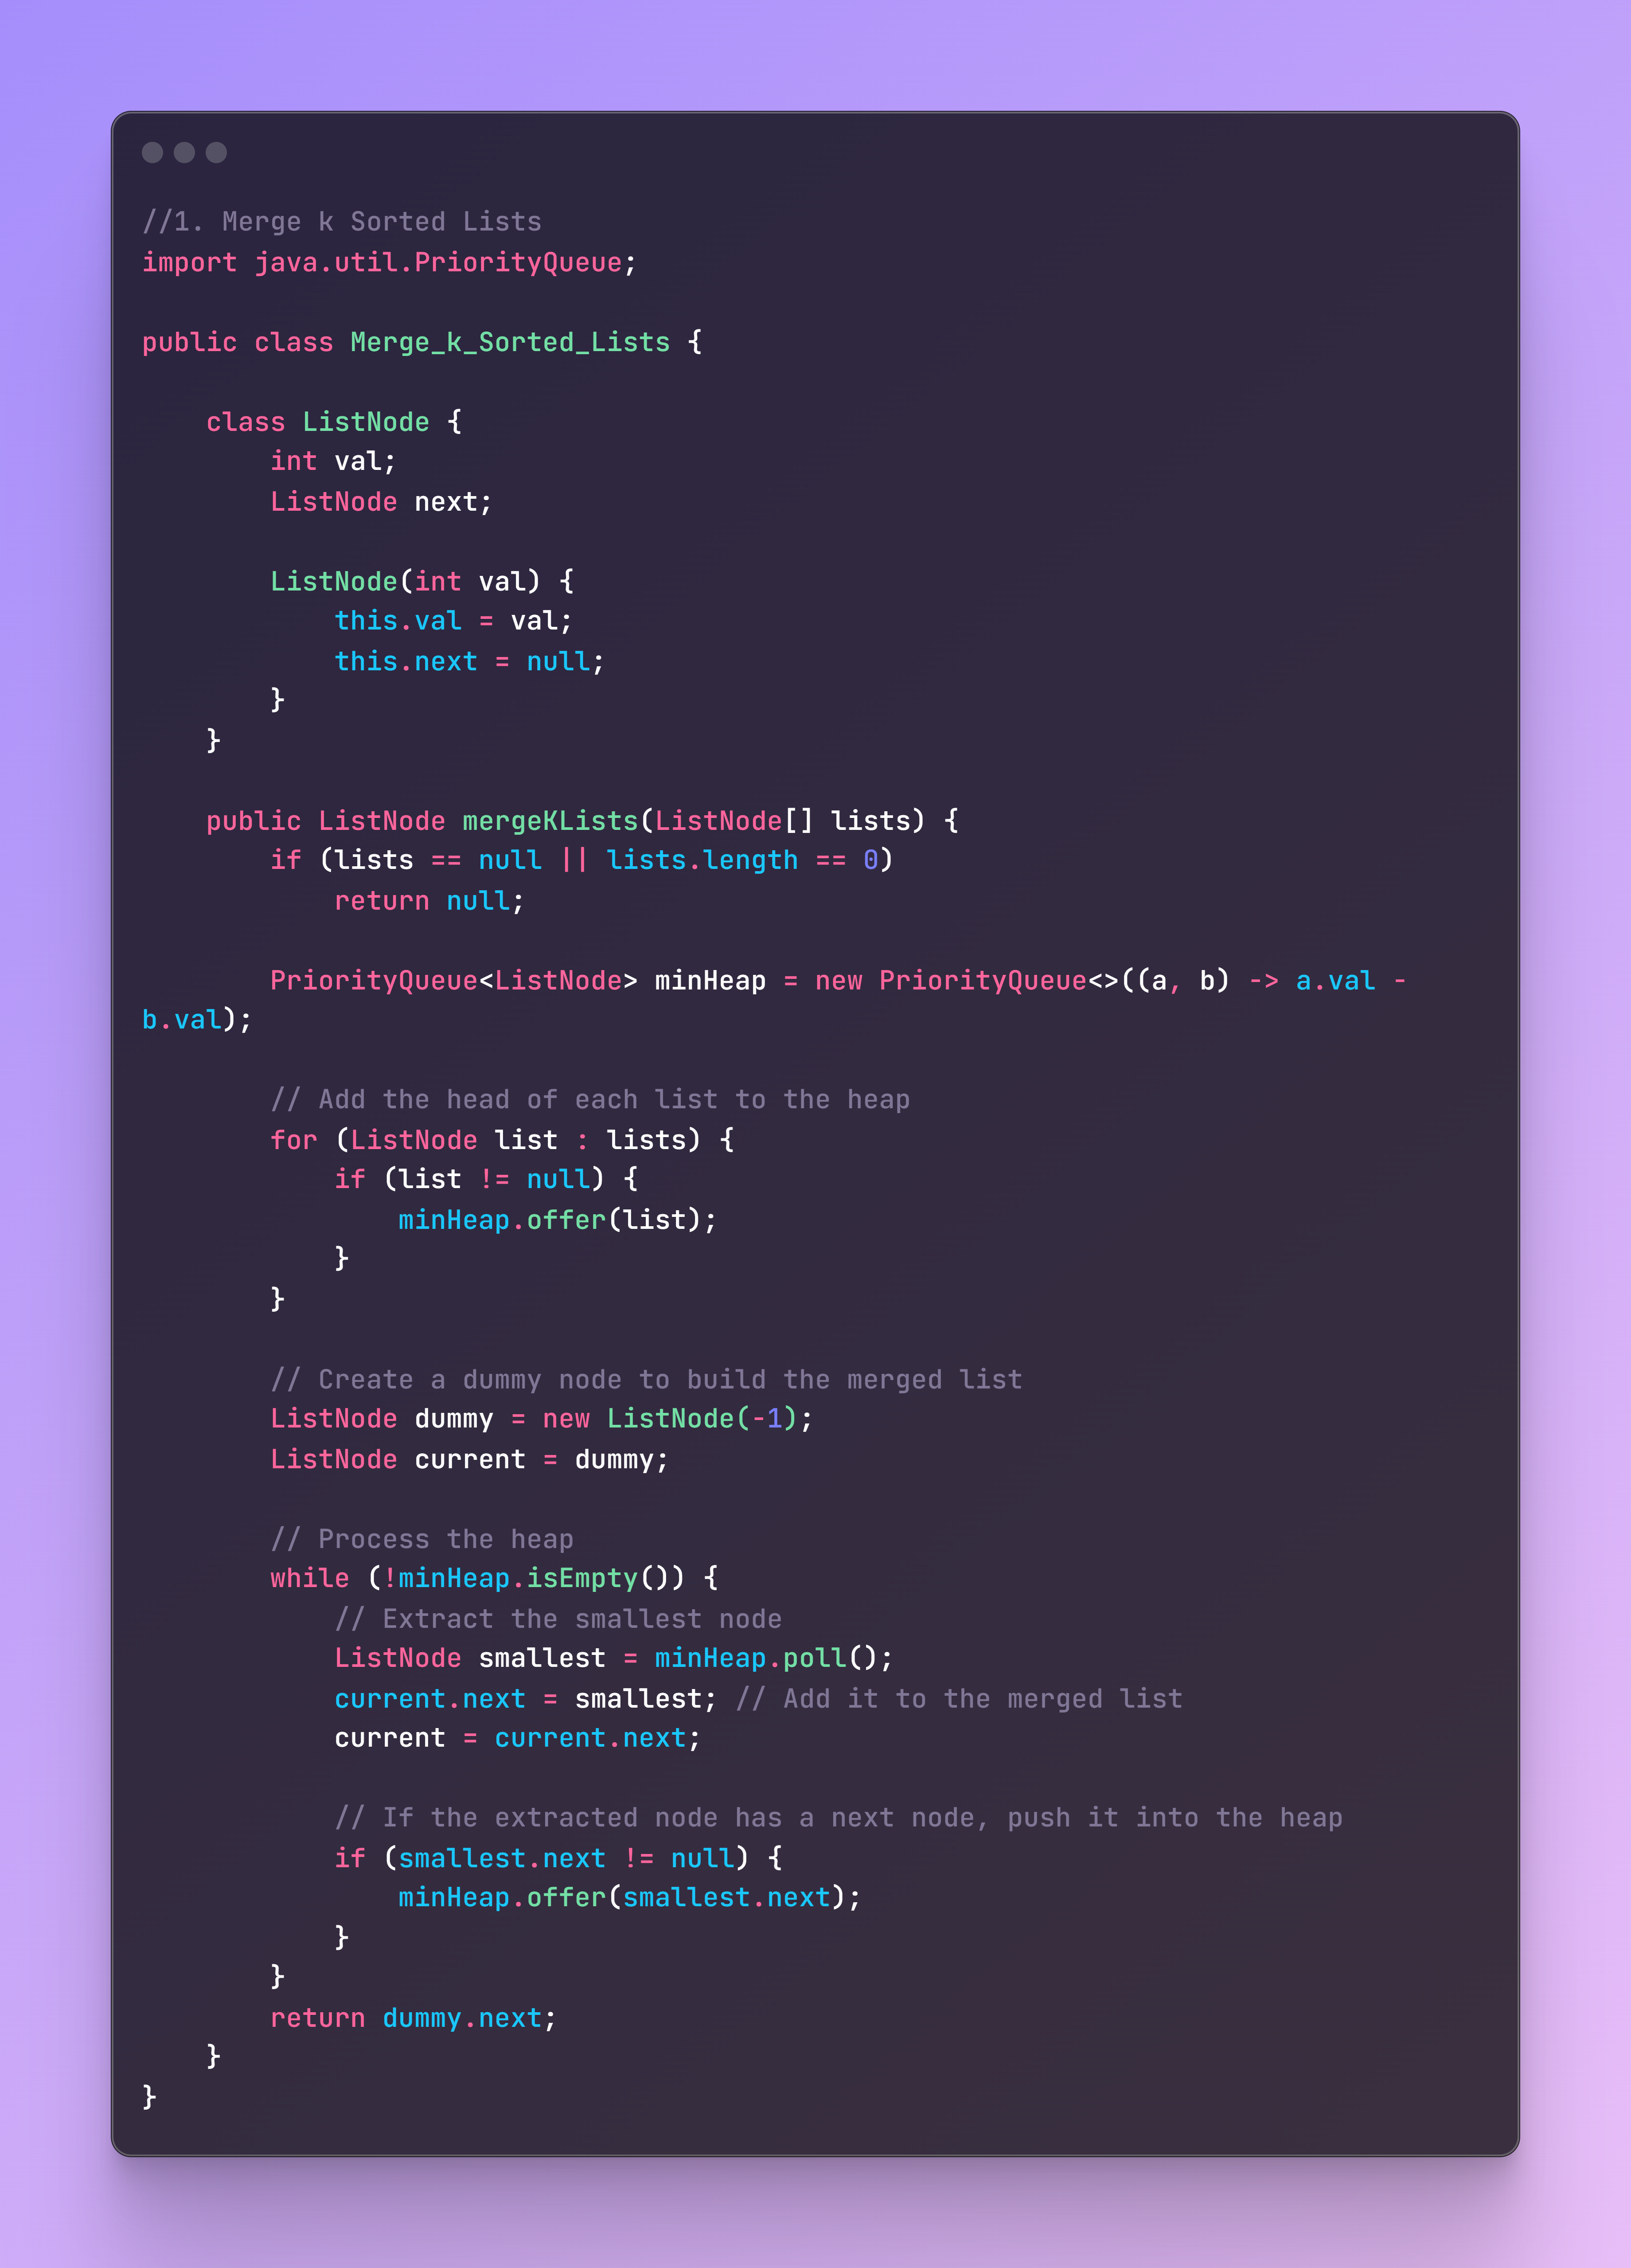 //1. Merge k Sorted Lists
import java.util.PriorityQueue;

public class Merge_k_Sorted_Lists {

    class ListNode {
        int val;
        ListNode next;

        ListNode(int val) {
            this.val = val;
            this.next = null;
        }
    }

    public ListNode mergeKLists(ListNode[] lists) {
        if (lists == null || lists.length == 0)
            return null;

        PriorityQueue<ListNode> minHeap = new PriorityQueue<>((a, b) -> a.val -
b.val);

        // Add the head of each list to the heap
        for (ListNode list : lists) {
            if (list != null) {
                minHeap.offer(list);
            }
        }

        // Create a dummy node to build the merged list
        ListNode dummy = new ListNode(-1);
        ListNode current = dummy;

        // Process the heap
        while (!minHeap.isEmpty()) {
            // Extract the smallest node
            ListNode smallest = minHeap.poll();
            current.next = smallest; // Add it to the merged list
            current = current.next;

            // If the extracted node has a next node, push it into the heap
            if (smallest.next != null) {
                minHeap.offer(smallest.next);
            }
        }
        return dummy.next;
    }
}